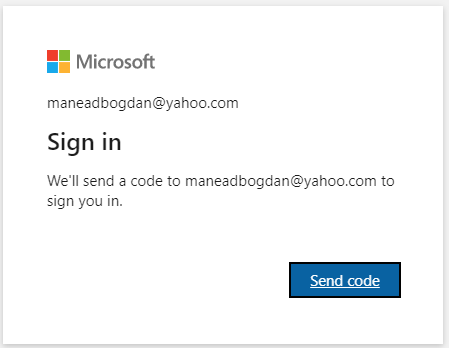 Microsoft
maneadbogdan@yahoo.com
Sign in
We'll send a code to maneadbogdan@yahoo.com to
sign you in.
Send code